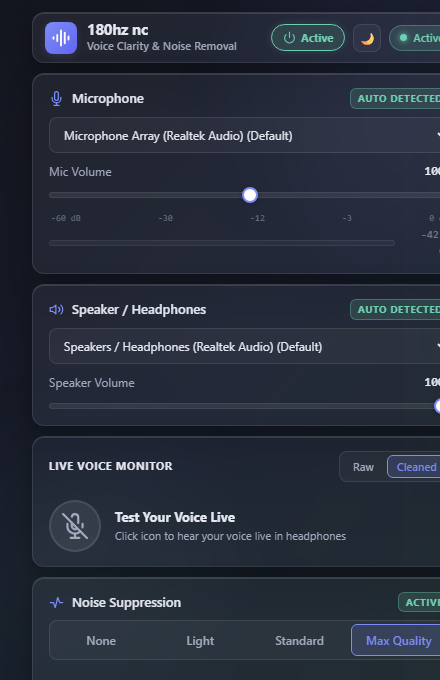 180hz nc
Voice Clarity & Noise Removal
Active
Active
Microphone
AUTO DETECTED
Microphone Array (Realtek Audio) (Default)
Mic Volume
100
-60 dB -30 -12 -3 0
-42
Speaker / Headphones
AUTO DETECTED
Speakers / Headphones (Realtek Audio) (Default)
Speaker Volume
100
LIVE VOICE MONITOR
Raw Cleaned
Test Your Voice Live
Click icon to hear your voice live in headphones
Noise Suppression
ACTIVE
None Light Standard Max Quality